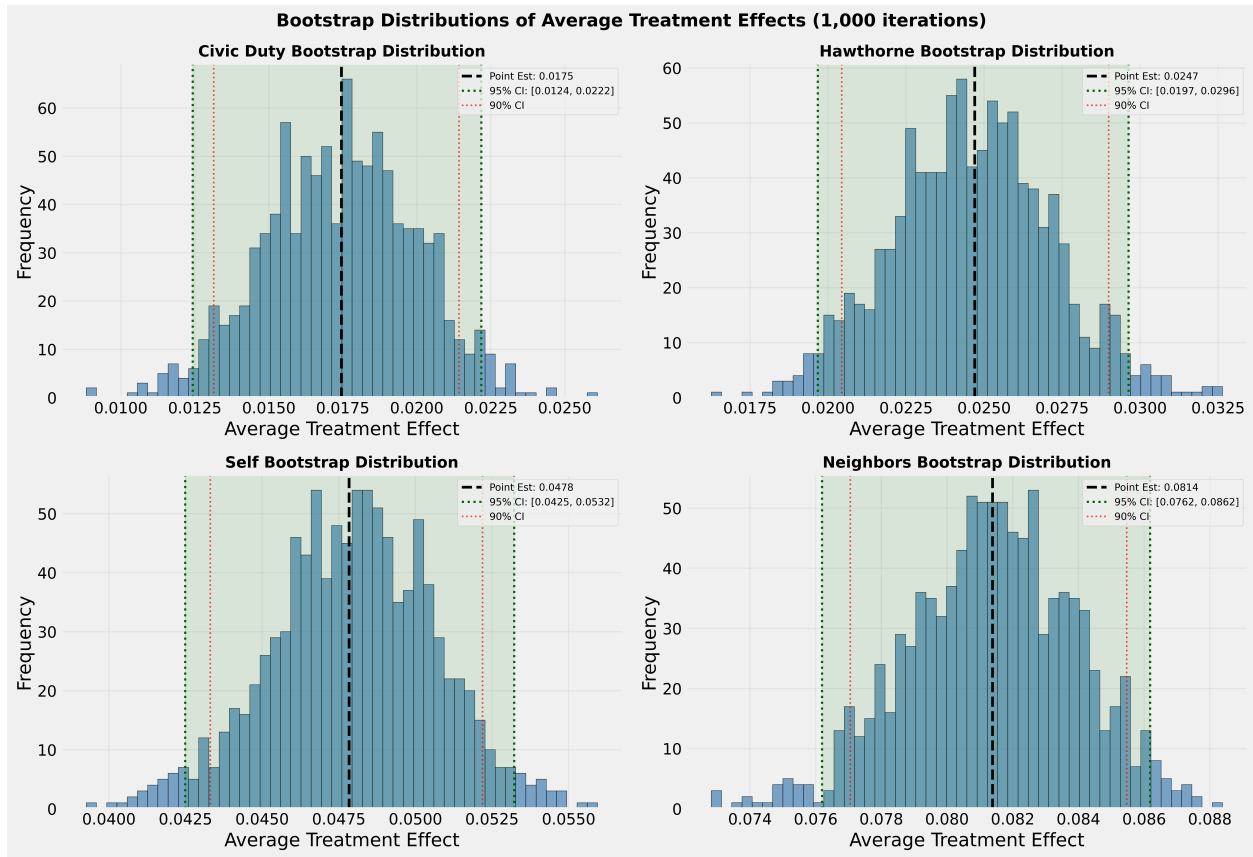 Bootstrap Distributions of Average Treatment Effects (1,000 iterations)
Civic Duty Bootstrap Distribution
Point Est: 0.0175
95% CI: [0.0124, 0.0222]
90% CI
Frequency
60
50
40
30
20
10
0
0.0100 0.0125 0.0150 0.0175 0.0200 0.0225 0.0250
Average Treatment Effect
Hawthorne Bootstrap Distribution
Point Est: 0.0247
95% CI: [0.0197, 0.0296]
90% CI
Frequency
60
50
40
30
20
10
0
0.0175 0.0200 0.0225 0.0250 0.0275 0.0300 0.0325
Average Treatment Effect
Self Bootstrap Distribution
Point Est: 0.0478
95% CI: [0.0425, 0.0532]
90% CI
Frequency
50
40
30
20
10
0
0.0400 0.0425 0.0450 0.0475 0.0500 0.0525 0.0550
Average Treatment Effect
Neighbors Bootstrap Distribution
Point Est: 0.0814
95% CI: [0.0762, 0.0862]
90% CI
Frequency
50
40
30
20
10
0
0.074 0.076 0.078 0.080 0.082 0.084 0.086 0.088
Average Treatment Effect